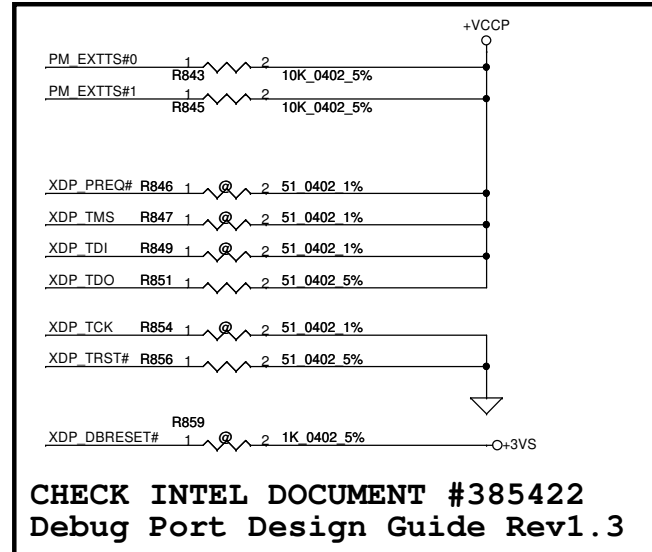 +VCCP
PM_EXTTS#0 1 2
R843 10K_0402_5%
PM_EXTTS#1 1 2
R845 10K_0402_5%
XDP_PREQ# R846 1 @ 2 51_0402_1%
XDP_TMS R847 1 @ 2 51_0402_1%
XDP_TDI R849 1 @ 2 51_0402_1%
XDP_TDO R851 1 2 51_0402_5%
XDP_TCK R854 1 @ 2 51_0402_1%
XDP_TRST# R856 1 2 51_0402_5%
R859
XDP_DBRESET# 1 @ 2 1K_0402_5% +3VS
CHECK INTEL DOCUMENT #385422
Debug Port Design Guide Rev1.3